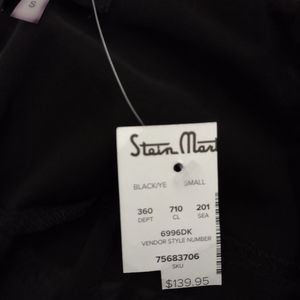 S
Stein Mart
BLACK/YE SMALL
360 710 201
DEPT CL SEA
6996DK
VENDOR STYLE NUMBER
75683706
SKU
$139.95